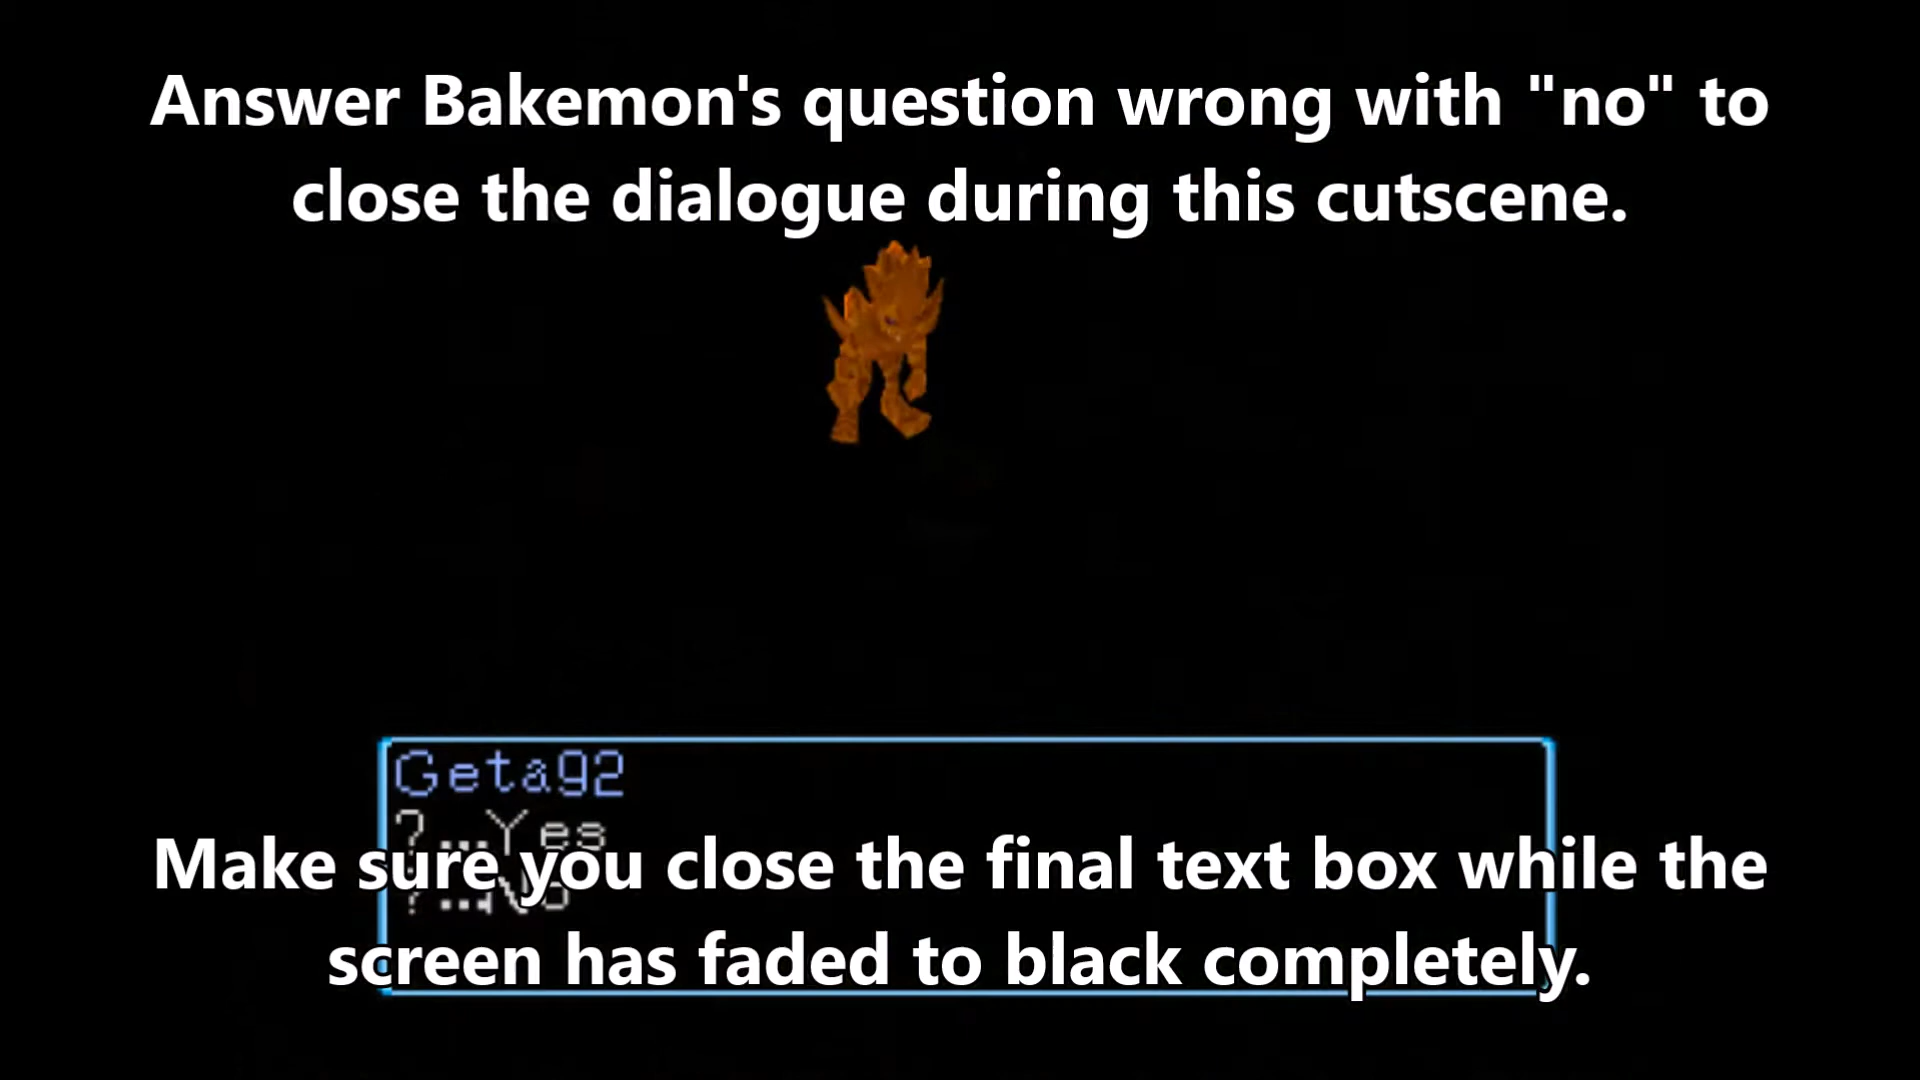 Answer Bakemon's question wrong with "no" to
close the dialogue during this cutscene.
Getag2
?...Yes
?...No
Make sure you close the final text box while the
screen has faded to black completely.